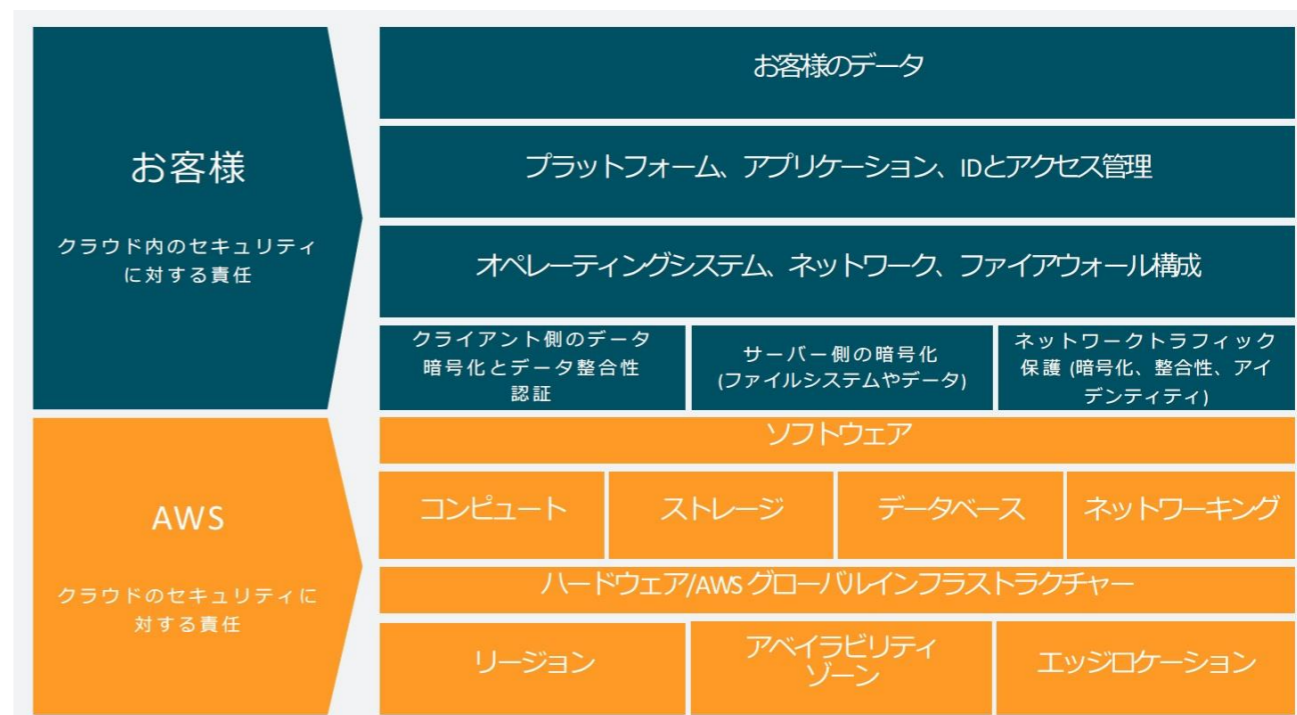 お客様
クラウド内のセキュリティ
に対する責任
お客様のデータ
プラットフォーム、アプリケーション、IDとアクセス管理
オペレーティングシステム、ネットワーク、ファイアウォール構成
クライアント側のデータ
暗号化とデータ整合性
認証
サーバー側の暗号化
(ファイルシステムやデータ)
ネットワークトラフィック
保護 (暗号化、整合性、アイ
デンティティ)
AWS
クラウドのセキュリティに
対する責任
ソフトウェア
コンピュート
ストレージ
データベース
ネットワーキング
ハードウェア/AWS グローバルインフラストラクチャー
リージョン
アベイラビリティ
ゾーン
エッジロケーション